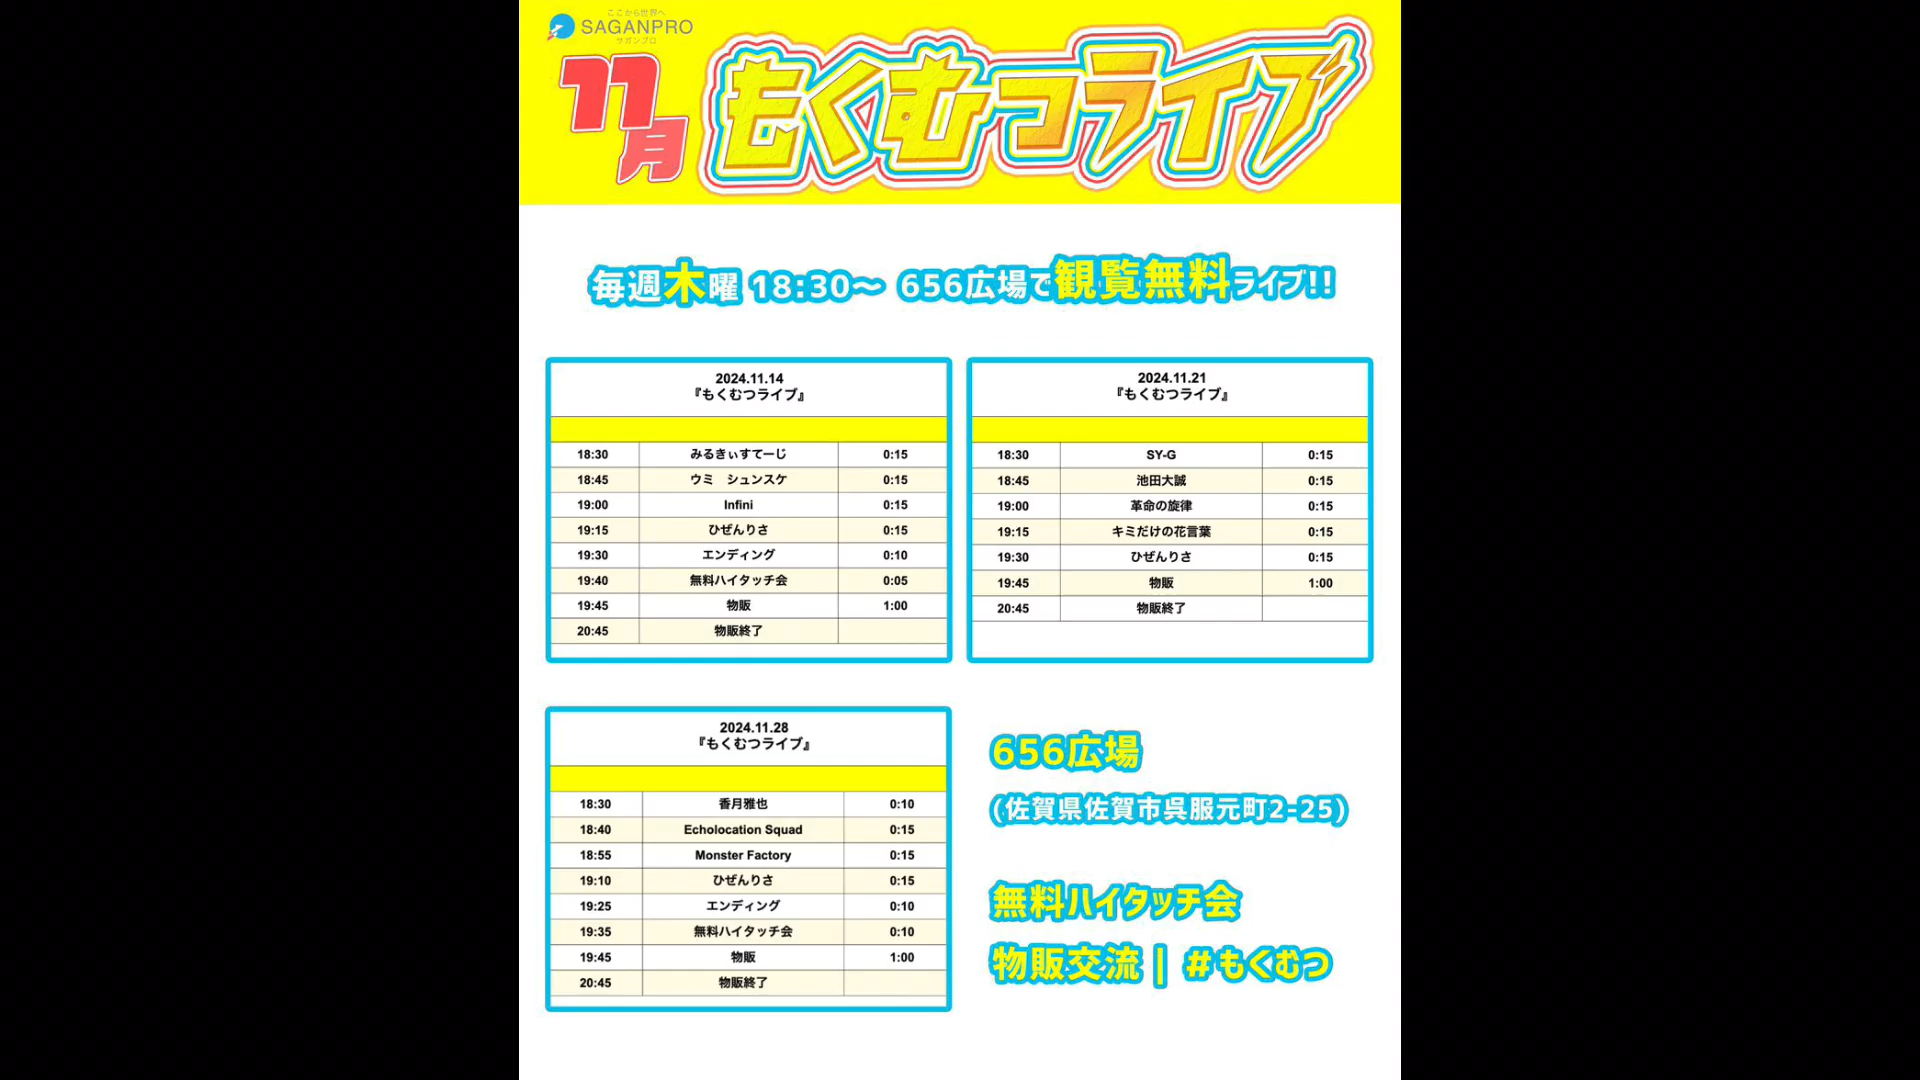 ここから世界へ
SAGANPRO
サガンプロ
11月
もくむつライブ
毎週木曜 18:30〜 656広場で観覧無料ライブ!!
2024.11.14
『もくむつライブ』
18:30 みるきぃすてーじ 0:15
18:45 ウミ　シュンスケ 0:15
19:00 Infini 0:15
19:15 ひぜんりさ 0:15
19:30 エンディング 0:10
19:40 無料ハイタッチ会 0:05
19:45 物販 1:00
20:45 物販終了
2024.11.21
『もくむつライブ』
18:30 SY-G 0:15
18:45 池田大誠 0:15
19:00 革命の旋律 0:15
19:15 キミだけの花言葉 0:15
19:30 ひぜんりさ 0:15
19:45 物販 1:00
20:45 物販終了
2024.11.28
『もくむつライブ』
18:30 香月雅也 0:10
18:40 Echolocation Squad 0:15
18:55 Monster Factory 0:15
19:10 ひぜんりさ 0:15
19:25 エンディング 0:10
19:35 無料ハイタッチ会 0:10
19:45 物販 1:00
20:45 物販終了
656広場
(佐賀県佐賀市呉服元町2-25)
無料ハイタッチ会
物販交流 | #もくむつ